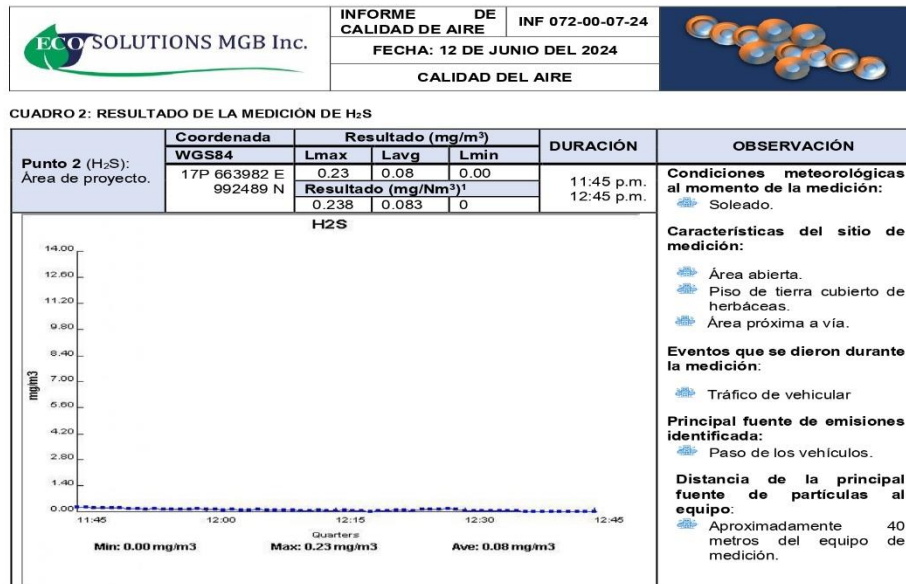 ECO SOLUTIONS MGB Inc.
INFORME DE CALIDAD DE AIRE
INF 072-00-07-24
FECHA: 12 DE JUNIO DEL 2024
CALIDAD DEL AIRE
CUADRO 2: RESULTADO DE LA MEDICIÓN DE H₂S
Punto 2 (H₂S):
Área de proyecto.
Coordenada
WGS84
17P 663982 E
992489 N
Resultado (mg/m³)
Lmax Lavg Lmin
0.23 0.08 0.00
Resultado (mg/Nm³)¹
0.238 0.083 0
DURACIÓN
11:45 p.m.
12:45 p.m.
OBSERVACIÓN
Condiciones meteorológicas
al momento de la medición:
Soleado.
Características del sitio de
medición:
Área abierta.
Piso de tierra cubierto de
herbáceas.
Área próxima a vía.
Eventos que se dieron durante
la medición:
Tráfico de vehicular
Principal fuente de emisiones
identificada:
Paso de los vehículos.
Distancia de la principal
fuente de partículas al
equipo:
Aproximadamente 40
metros del equipo de
medición.
H2S
mg/m3
14.00
12.60
11.20
9.80
8.40
7.00
5.60
4.20
2.80
1.40
0.00
11:45 12:00 12:15 12:30 12:45
Quarters
Min: 0.00 mg/m3 Max: 0.23 mg/m3 Ave: 0.08 mg/m3